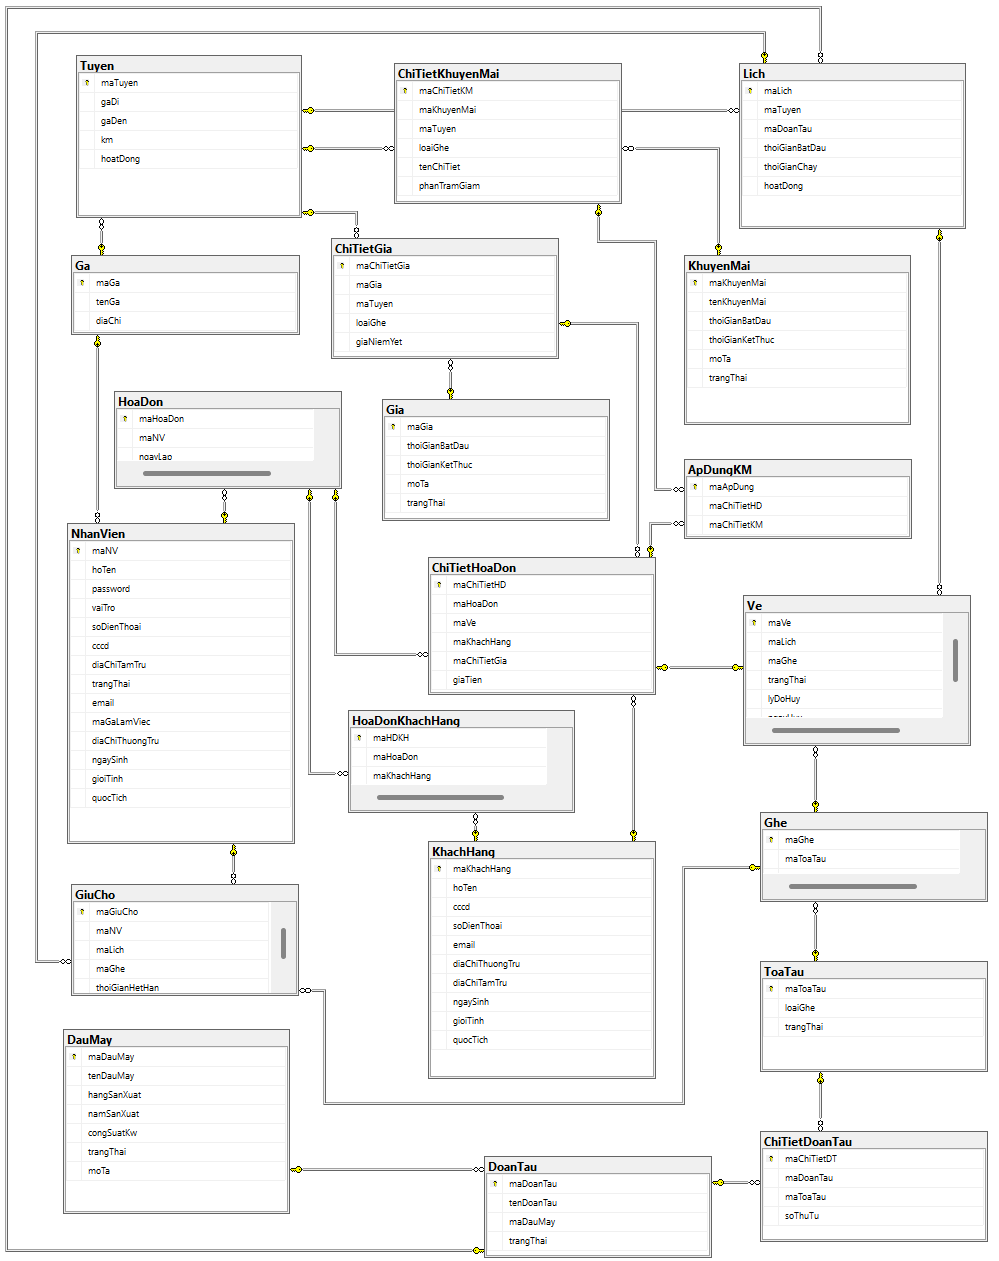 Tuyen
maTuyen
gaDi
gaDen
km
hoatDong
ChiTietKhuyenMai
maChiTietKM
maKhuyenMai
maTuyen
loaiGhe
tenChiTiet
phanTramGiam
Lich
maLich
maTuyen
maDoanTau
thoiGianBatDau
thoiGianChay
hoatDong
Ga
maGa
tenGa
diaChi
ChiTietGia
maChiTietGia
maGia
maTuyen
loaiGhe
giaNiemYet
KhuyenMai
maKhuyenMai
tenKhuyenMai
thoiGianBatDau
thoiGianKetThuc
moTa
trangThai
HoaDon
maHoaDon
maNV
ngayLap
Gia
maGia
thoiGianBatDau
thoiGianKetThuc
moTa
trangThai
ApDungKM
maApDung
maChiTietHD
maChiTietKM
NhanVien
maNV
hoTen
password
vaiTro
soDienThoai
cccd
diaChiTamTru
trangThai
email
maGaLamViec
diaChiThuongTru
ngaySinh
gioiTinh
quocTich
ChiTietHoaDon
maChiTietHD
maHoaDon
maVe
maKhachHang
maChiTietGia
giaTien
Ve
maVe
maLich
maGhe
trangThai
lyDoHuy
ngayHuy
HoaDonKhachHang
maHDKH
maHoaDon
maKhachHang
Ghe
maGhe
maToaTau
KhachHang
maKhachHang
hoTen
cccd
soDienThoai
email
diaChiThuongTru
diaChiTamTru
ngaySinh
gioiTinh
quocTich
GiuCho
maGiuCho
maNV
maLich
maGhe
thoiGianHetHan
ToaTau
maToaTau
loaiGhe
trangThai
DauMay
maDauMay
tenDauMay
hangSanXuat
namSanXuat
congSuatKw
trangThai
moTa
ChiTietDoanTau
maChiTietDT
maDoanTau
maToaTau
soThuTu
DoanTau
maDoanTau
tenDoanTau
maDauMay
trangThai